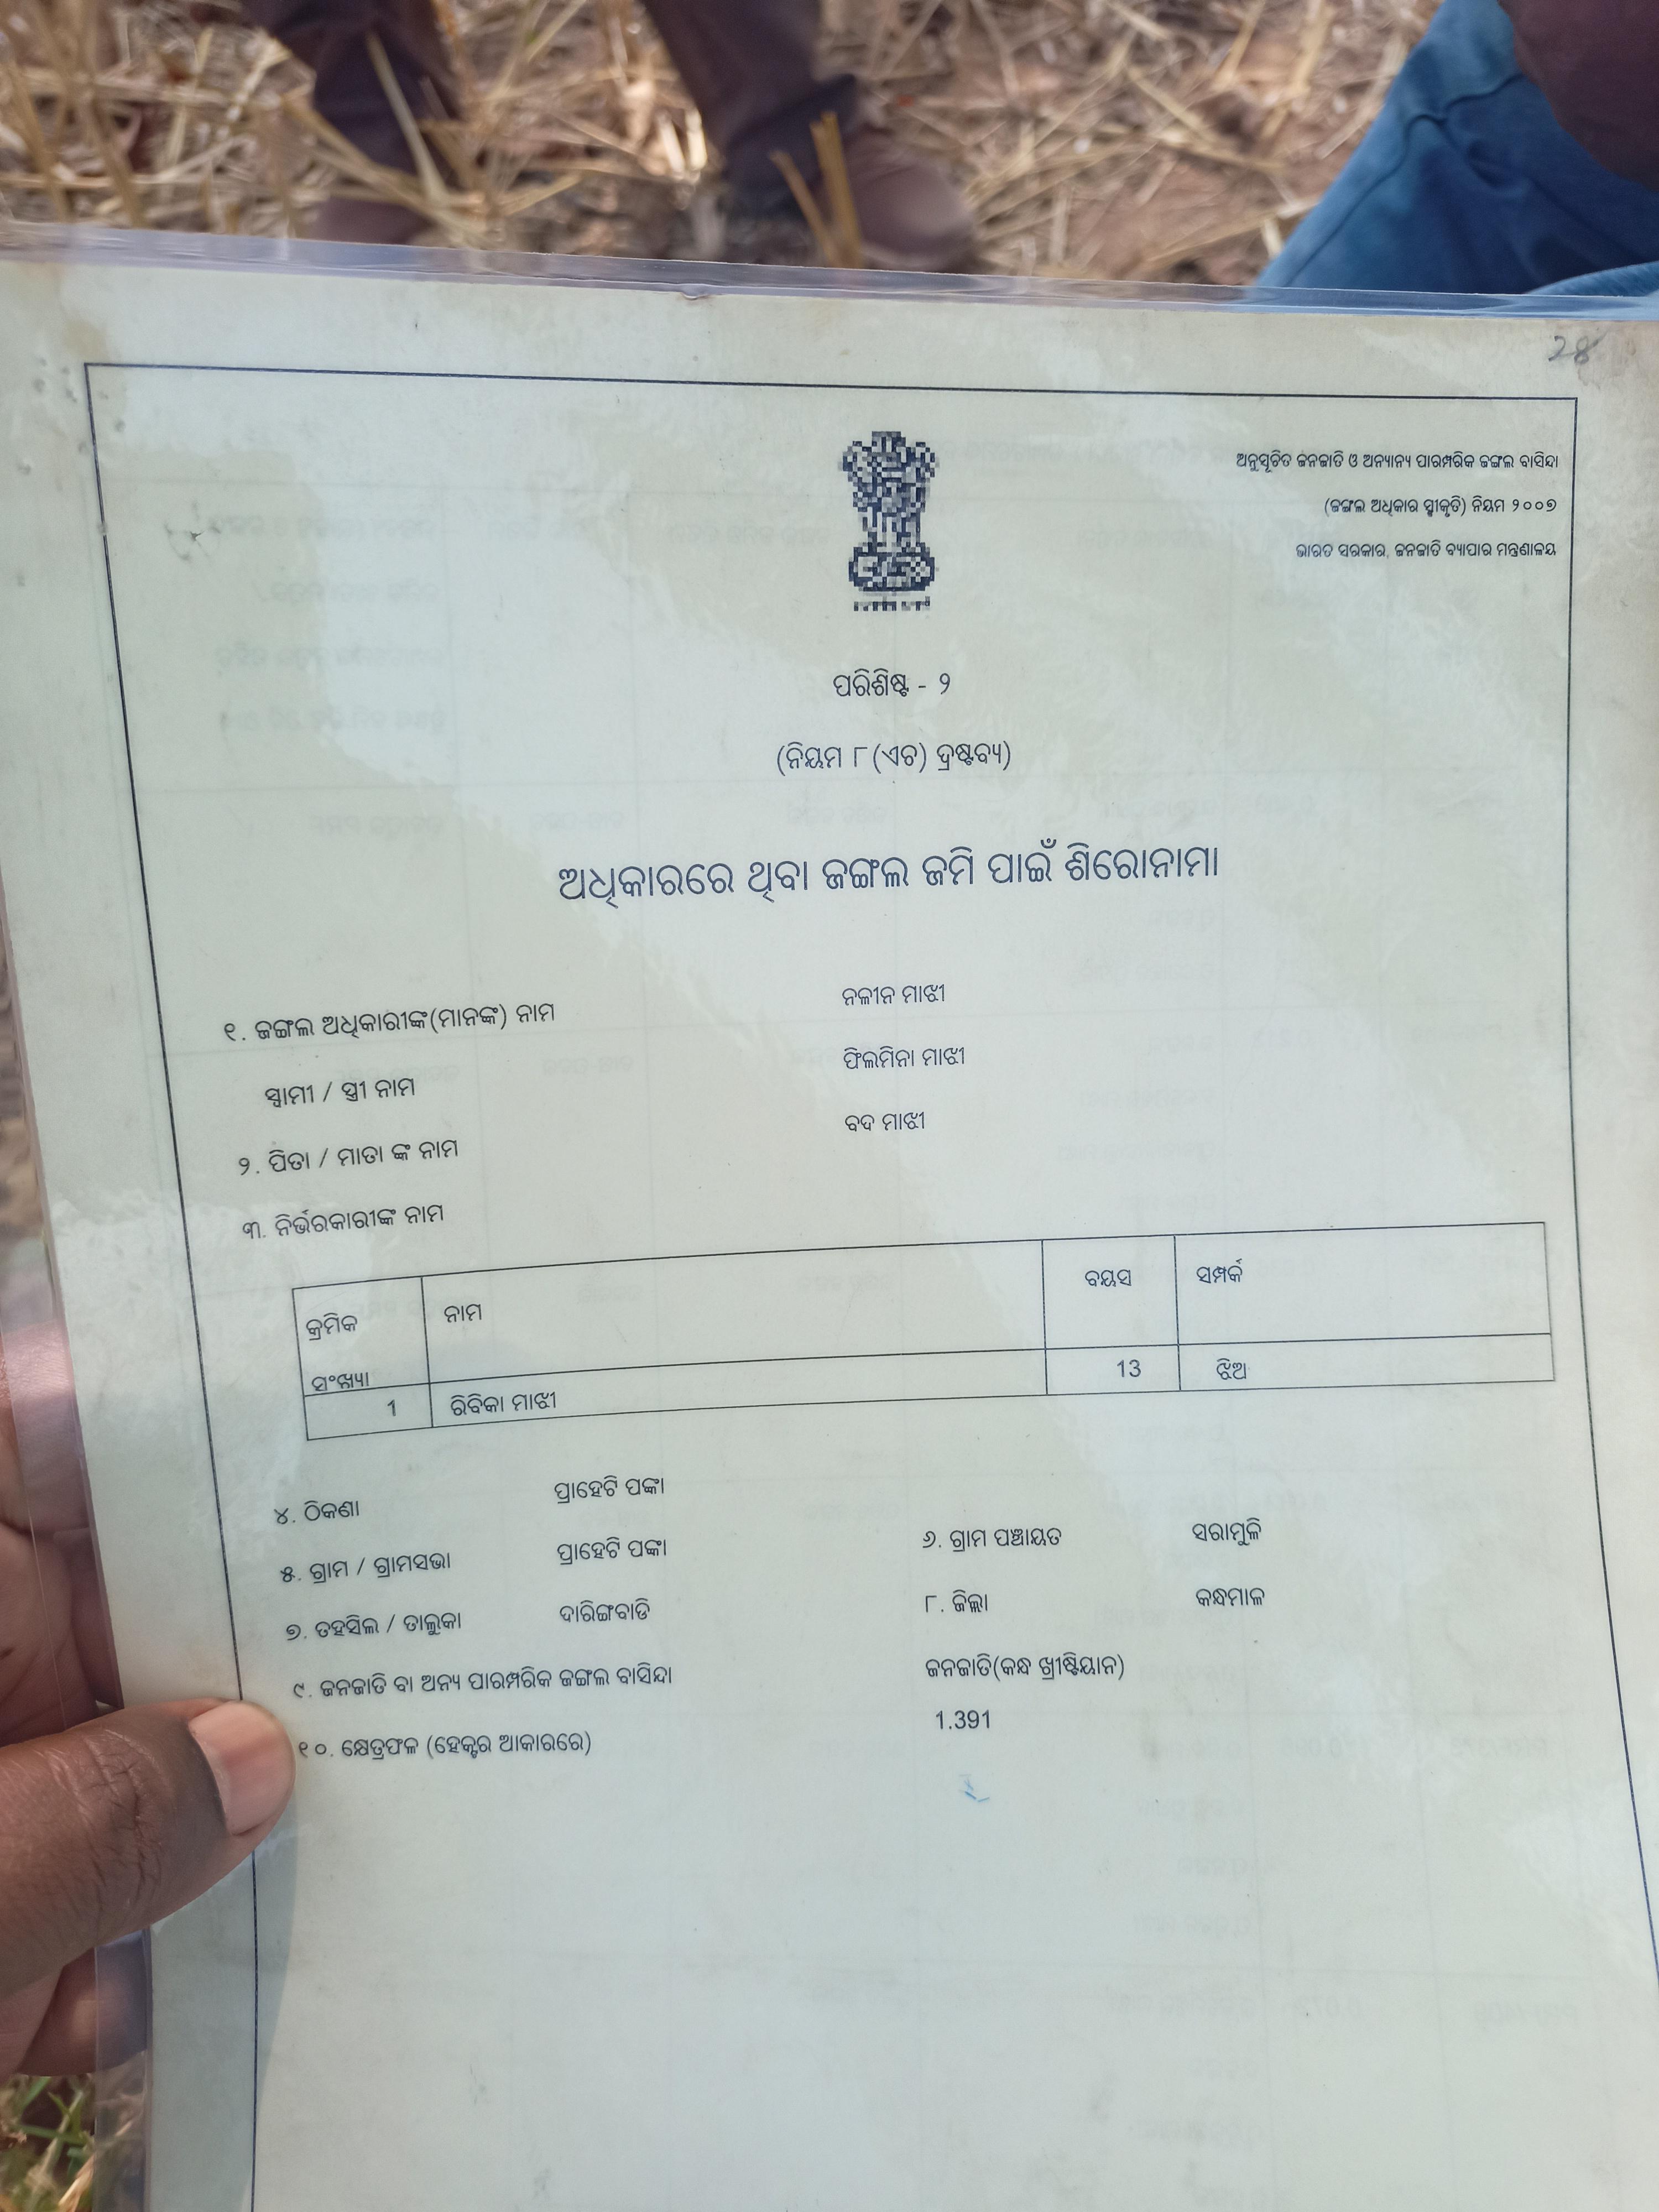 28
ଅନୁସୂଚିତ ଜନଜାତି ଓ ଅନ୍ୟାନ୍ୟ ପାରମ୍ପରିକ ଜଙ୍ଗଲ ବାସିନ୍ଦା
(ଜଙ୍ଗଲ ଅଧିକାର ସ୍ବୀକୃତି) ନିୟମ ୨୦୦୭
ଭାରତ ସରକାର, ଜନଜାତି ବ୍ୟାପାର ମନ୍ତ୍ରଣାଳୟ
ପରିଶିଷ୍ଟ - ୨
(ନିୟମ ୮(ଏଚ) ଦ୍ରଷ୍ଟବ୍ୟ)
ଅଧିକାରରେ ଥିବା ଜଙ୍ଗଲ ଜମି ପାଇଁ ଶିରୋନାମା
୧. ଜଙ୍ଗଲ ଅଧିକାରୀଙ୍କ(ମାନଙ୍କ) ନାମ ନଳୀନ ମାଝୀ
ସ୍ବାମୀ / ସ୍ତ୍ରୀ ନାମ ଫିଲମିନା ମାଝୀ
୨. ପିତା / ମାତା ଙ୍କ ନାମ ବଦ ମାଝୀ
୩. ନିର୍ଭରକାରୀଙ୍କ ନାମ
କ୍ରମିକ ସଂଖ୍ୟା ନାମ ବୟସ ସମ୍ପର୍କ
1 ରିବିକା ମାଝୀ 13 ଝିଅ
୪. ଠିକଣା ପ୍ରାହେଟି ପଙ୍କା
୫. ଗ୍ରାମ / ଗ୍ରାମସଭା ପ୍ରାହେଟି ପଙ୍କା ୬. ଗ୍ରାମ ପଞ୍ଚାୟତ ସରାମୁଳି
୭. ତହସିଲ / ତାଲୁକା ଦାରିଙ୍ଗବାଡି ୮. ଜିଲ୍ଲା କନ୍ଧମାଳ
୯. ଜନଜାତି ବା ଅନ୍ୟ ପାରମ୍ପରିକ ଜଙ୍ଗଲ ବାସିନ୍ଦା ଜନଜାତି(କନ୍ଧ ଖ୍ରୀଷ୍ଟିୟାନ)
୧୦. କ୍ଷେତ୍ରଫଳ (ହେକ୍ଟର ଆକାରରେ) 1.391